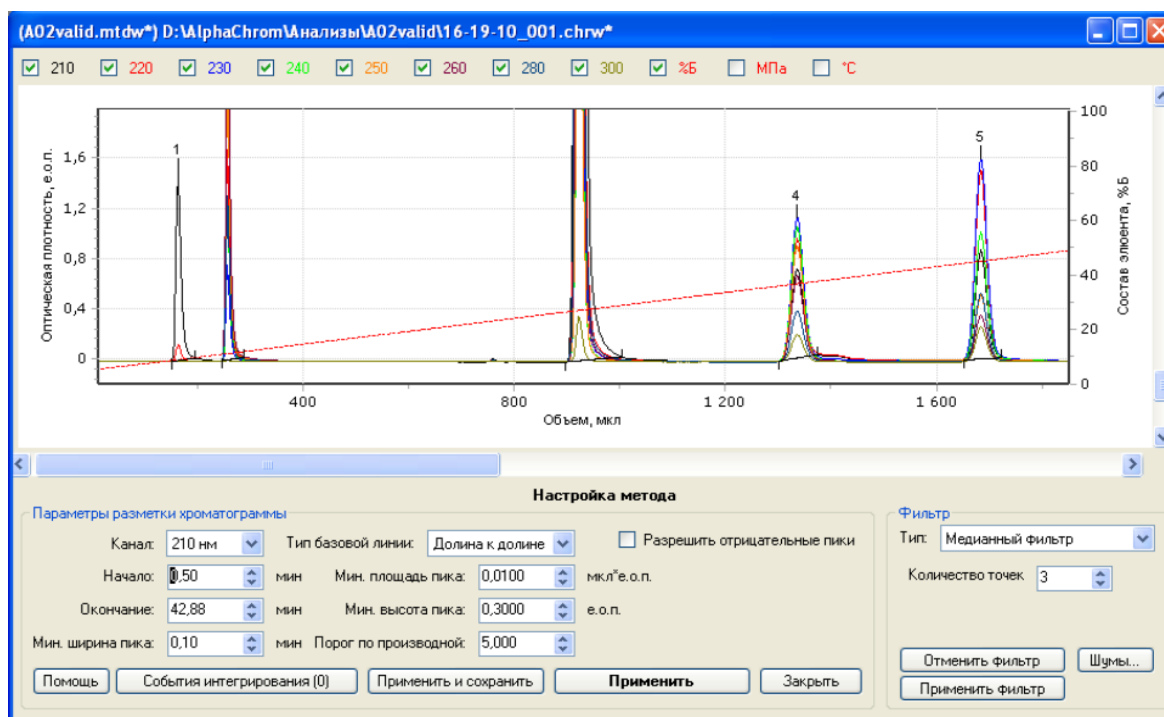 (A02valid.mtdw*) D:\AlphaChrom\Анализы\A02valid\16-19-10_001.chrw*
210 220 230 240 250 260 280 300 %Б МПа °C
Оптическая плотность, е.о.п.
1,6
1,2
0,8
0,4
0
1
4
5
100
80
60
40
20
0
Состав элюента, %Б
400 800 1 200 1 600
Объем, мкл
Настройка метода
Параметры разметки хроматограммы
Канал: 210 нм Тип базовой линии: Долина к долине Разрешить отрицательные пики
Начало: 0,50 мин Мин. площадь пика: 0,0100 мкл*е.о.п.
Окончание: 42,88 мин Мин. высота пика: 0,3000 е.о.п.
Мин. ширина пика: 0,10 мин Порог по производной: 5,000
Помощь События интегрирования (0) Применить и сохранить Применить Закрыть
Фильтр
Тип: Медианный фильтр
Количество точек 3
Отменить фильтр Шумы...
Применить фильтр